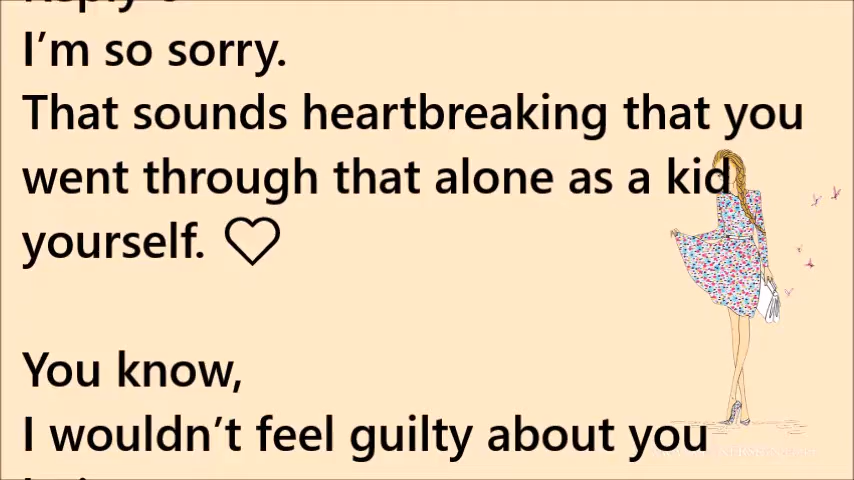 I'm so sorry.
That sounds heartbreaking that you
went through that alone as a kid
yourself. ♡
You know,
I wouldn't feel guilty about you